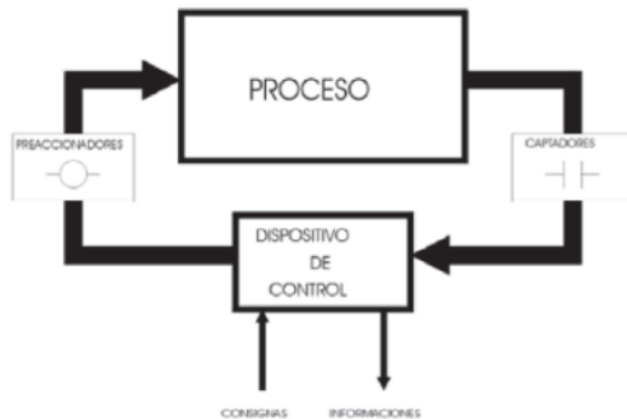 PROCESO
PREACCIONADORES
CAPTADORES
DISPOSITIVO
DE
CONTROL
CONSIGNAS
INFORMACIONES